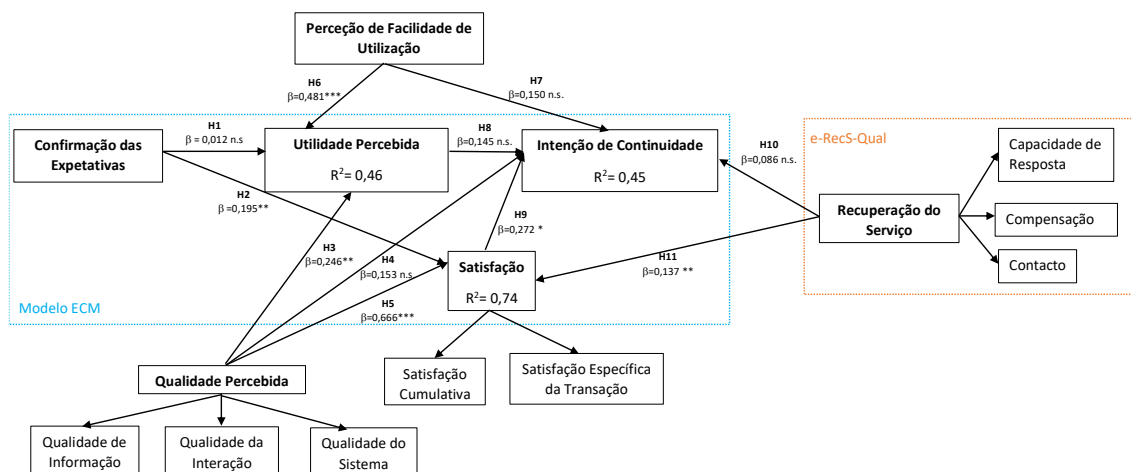 Perceção de Facilidade de
Utilização
H6
β=0,481***
H7
β=0,150 n.s.
H1
β = 0,012 n.s
Confirmação das
Expetativas
Utilidade Percebida
R²= 0,46
H8
β=0,145 n.s.
Intenção de Continuidade
R²= 0,45
H10
β=0,086 n.s.
e-RecS-Qual
Capacidade de
Resposta
Recuperação do
Serviço
Compensação
Contacto
H2
β=0,195**
H9
β=0,272 *
H3
β=0,246**
H4
β=0,153 n.s
H11
β=0,137 **
Satisfação
R²= 0,74
H5
β=0,666***
Modelo ECM
Qualidade Percebida
Satisfação
Cumulativa
Satisfação Específica
da Transação
Qualidade de
Informação
Qualidade da
Interação
Qualidade do
Sistema